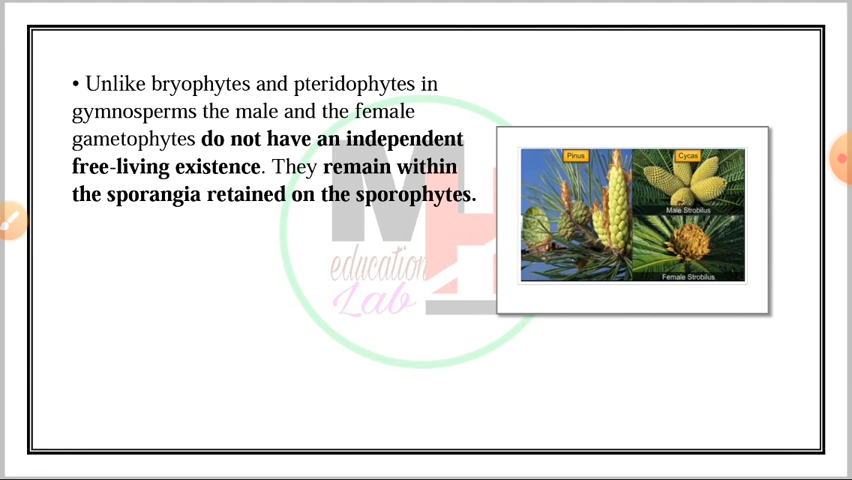 • Unlike bryophytes and pteridophytes in
gymnosperms the male and the female
gametophytes do not have an independent
free-living existence. They remain within
the sporangia retained on the sporophytes.
Pinus
Cycas
Male Strobilus
Female Strobilus
education
Lab